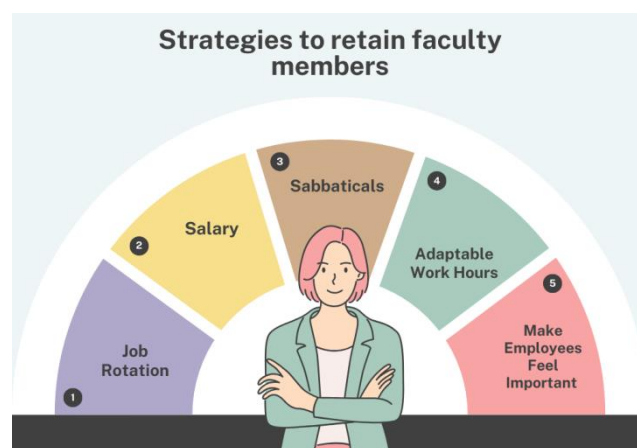 Strategies to retain faculty
members
1
Job
Rotation
2
Salary
3
Sabbaticals
4
Adaptable
Work Hours
5
Make
Employees
Feel
Important